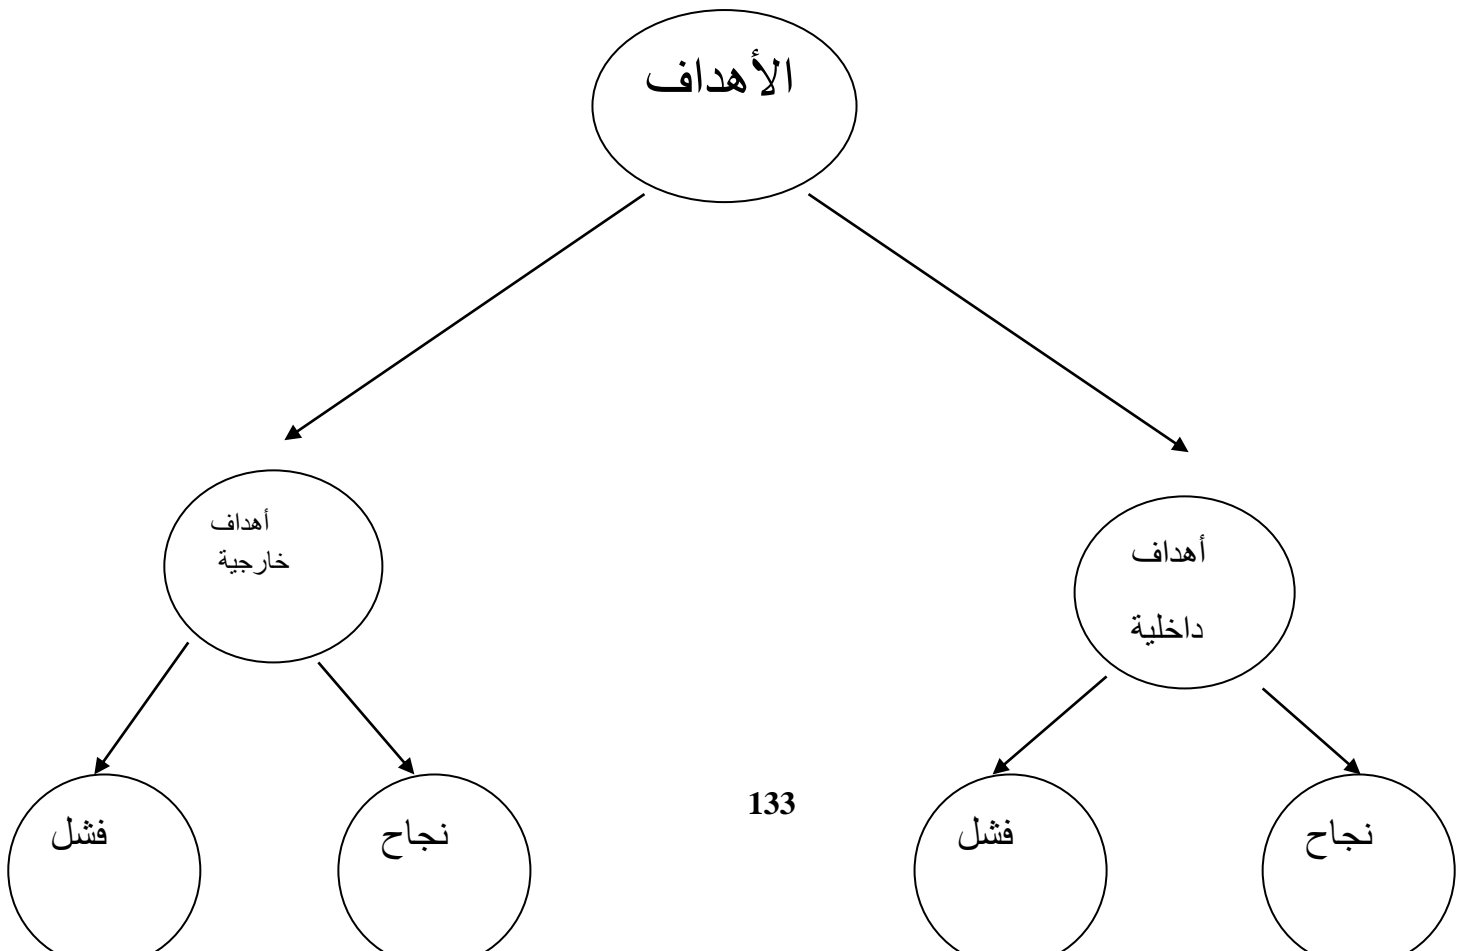 الأهداف
أهداف
داخلية
أهداف
خارجية
نجاح
فشل
133
نجاح
فشل